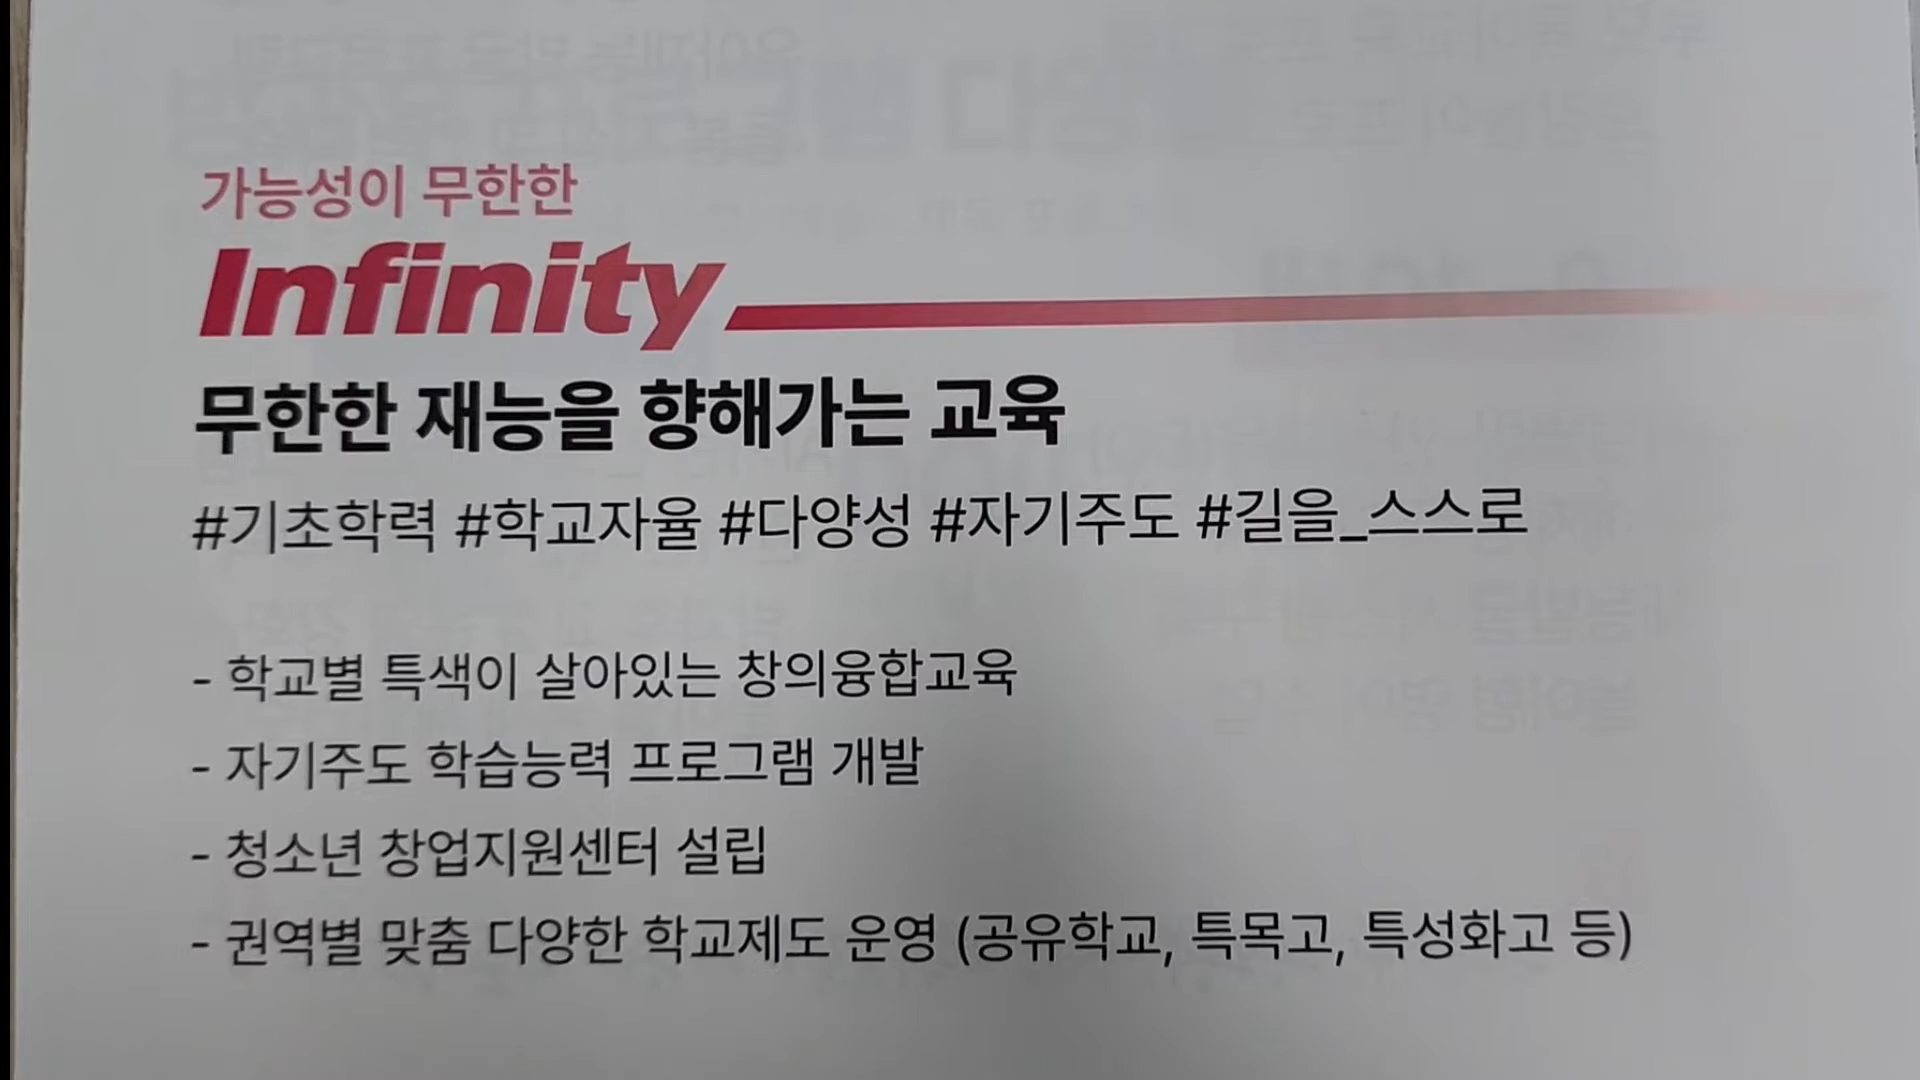 가능성이 무한한
Infinity
무한한 재능을 향해가는 교육
#기초학력 #학교자율 #다양성 #자기주도 #길을_스스로
- 학교별 특색이 살아있는 창의융합교육
- 자기주도 학습능력 프로그램 개발
- 청소년 창업지원센터 설립
- 권역별 맞춤 다양한 학교제도 운영 (공유학교, 특목고, 특성화고 등)